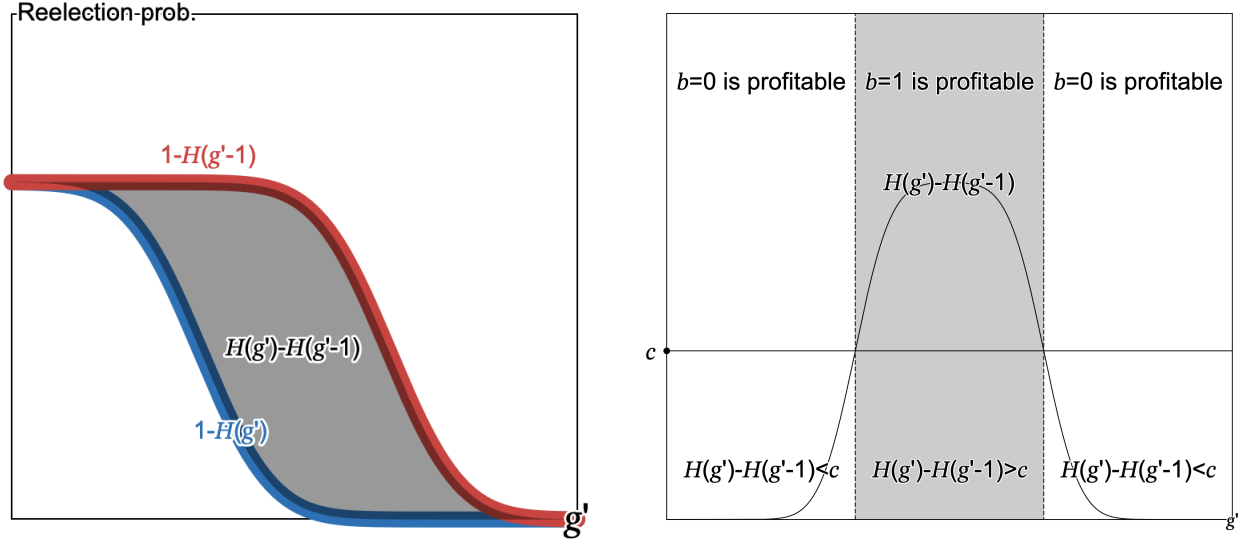 Reelection prob.
1-H(g'-1)
H(g')-H(g'-1)
1-H(g')
g'
b=0 is profitable
b=1 is profitable
b=0 is profitable
H(g')-H(g'-1)
c
H(g')-H(g'-1)<c
H(g')-H(g'-1)>c
H(g')-H(g'-1)<c
g'